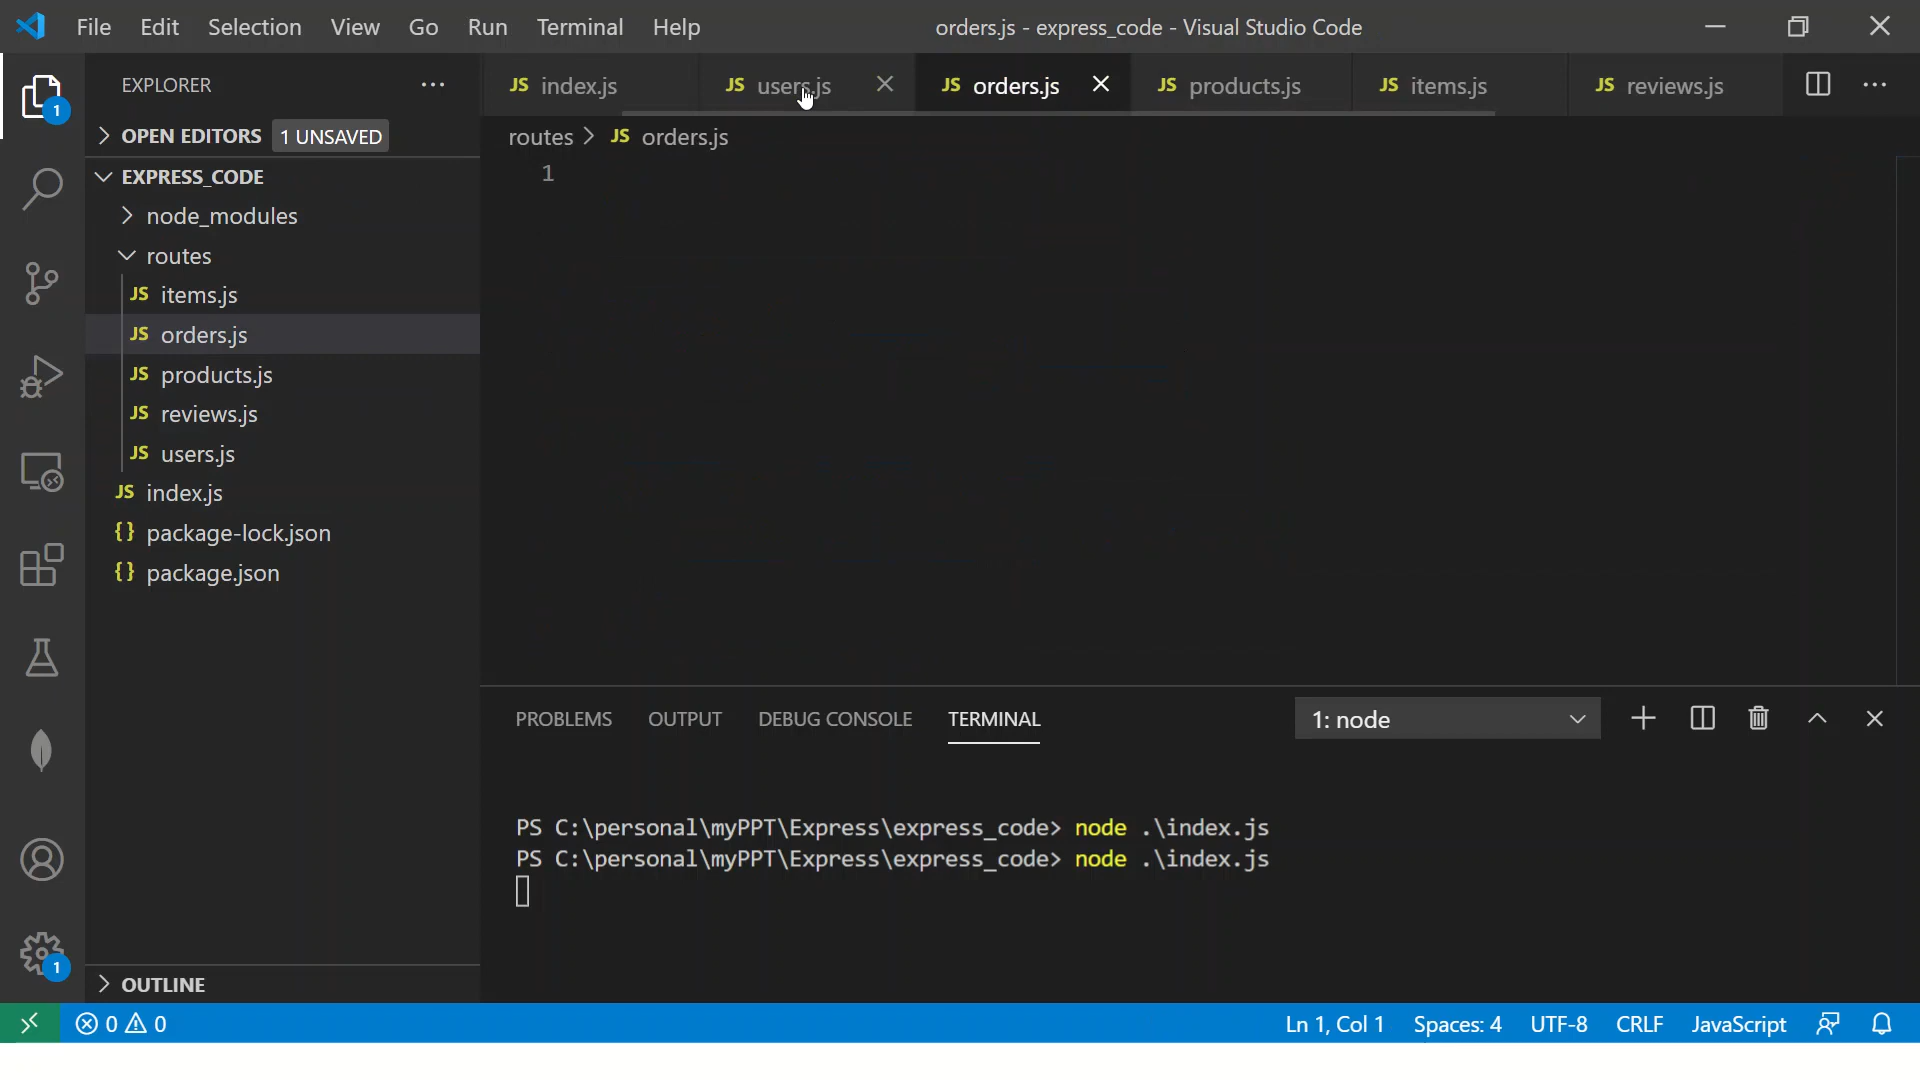 File Edit Selection View Go Run Terminal Help orders.js - express_code - Visual Studio Code
EXPLORER
JS index.js JS users.js JS orders.js JS products.js JS items.js JS reviews.js
1
OPEN EDITORS 1 UNSAVED
routes > JS orders.js
EXPRESS_CODE
1
node_modules
routes
JS items.js
JS orders.js
JS products.js
JS reviews.js
JS users.js
JS index.js
{} package-lock.json
{} package.json
PROBLEMS OUTPUT DEBUG CONSOLE TERMINAL 1: node
PS C:\personal\myPPT\Express\express_code> node .\index.js
PS C:\personal\myPPT\Express\express_code> node .\index.js
1
OUTLINE
0 0 Ln 1, Col 1 Spaces: 4 UTF-8 CRLF JavaScript